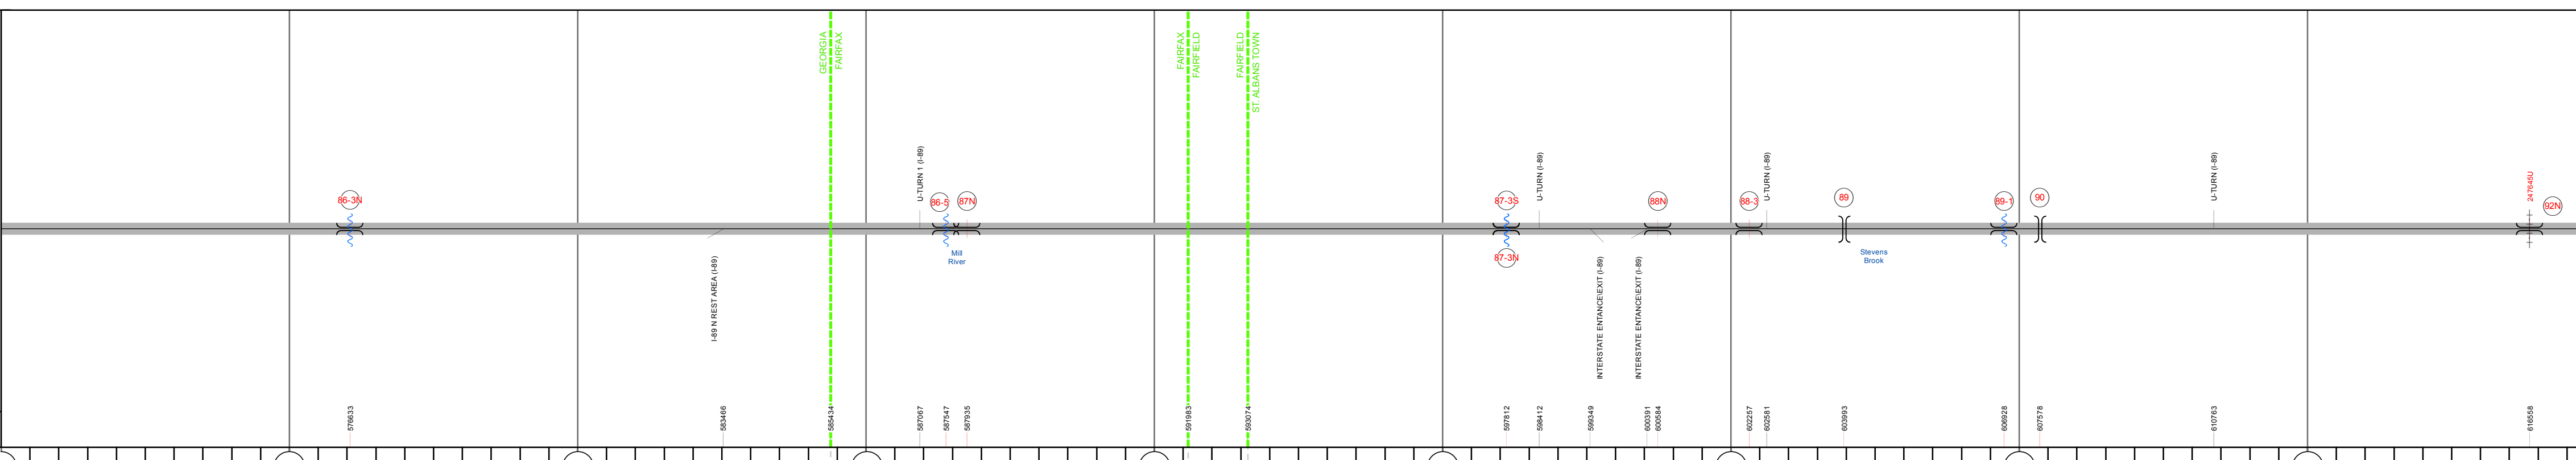 GEORGIA
FAIRFAX
FAIRFAX
FAIRFIELD
FAIRFIELD
ST. ALBANS TOWN
U-TURN 1 (I-89)
U-TURN (I-89)
U-TURN (I-89)
U-TURN (I-89)
247645U
86-3N
86-5
87N
87-3S
88N
88-3
89
89-1
90
92N
Mill
River
87-3N
Stevens
Brook
I-89 N REST AREA (I-89)
INTERSTATE ENTANCE\EXIT (I-89)
INTERSTATE ENTANCE\EXIT (I-89)
576633
583466
585434
587067
587547
587935
591983
593074
597812
598412
599349
600391
600584
602257
602581
603993
606928
607578
610763
616558